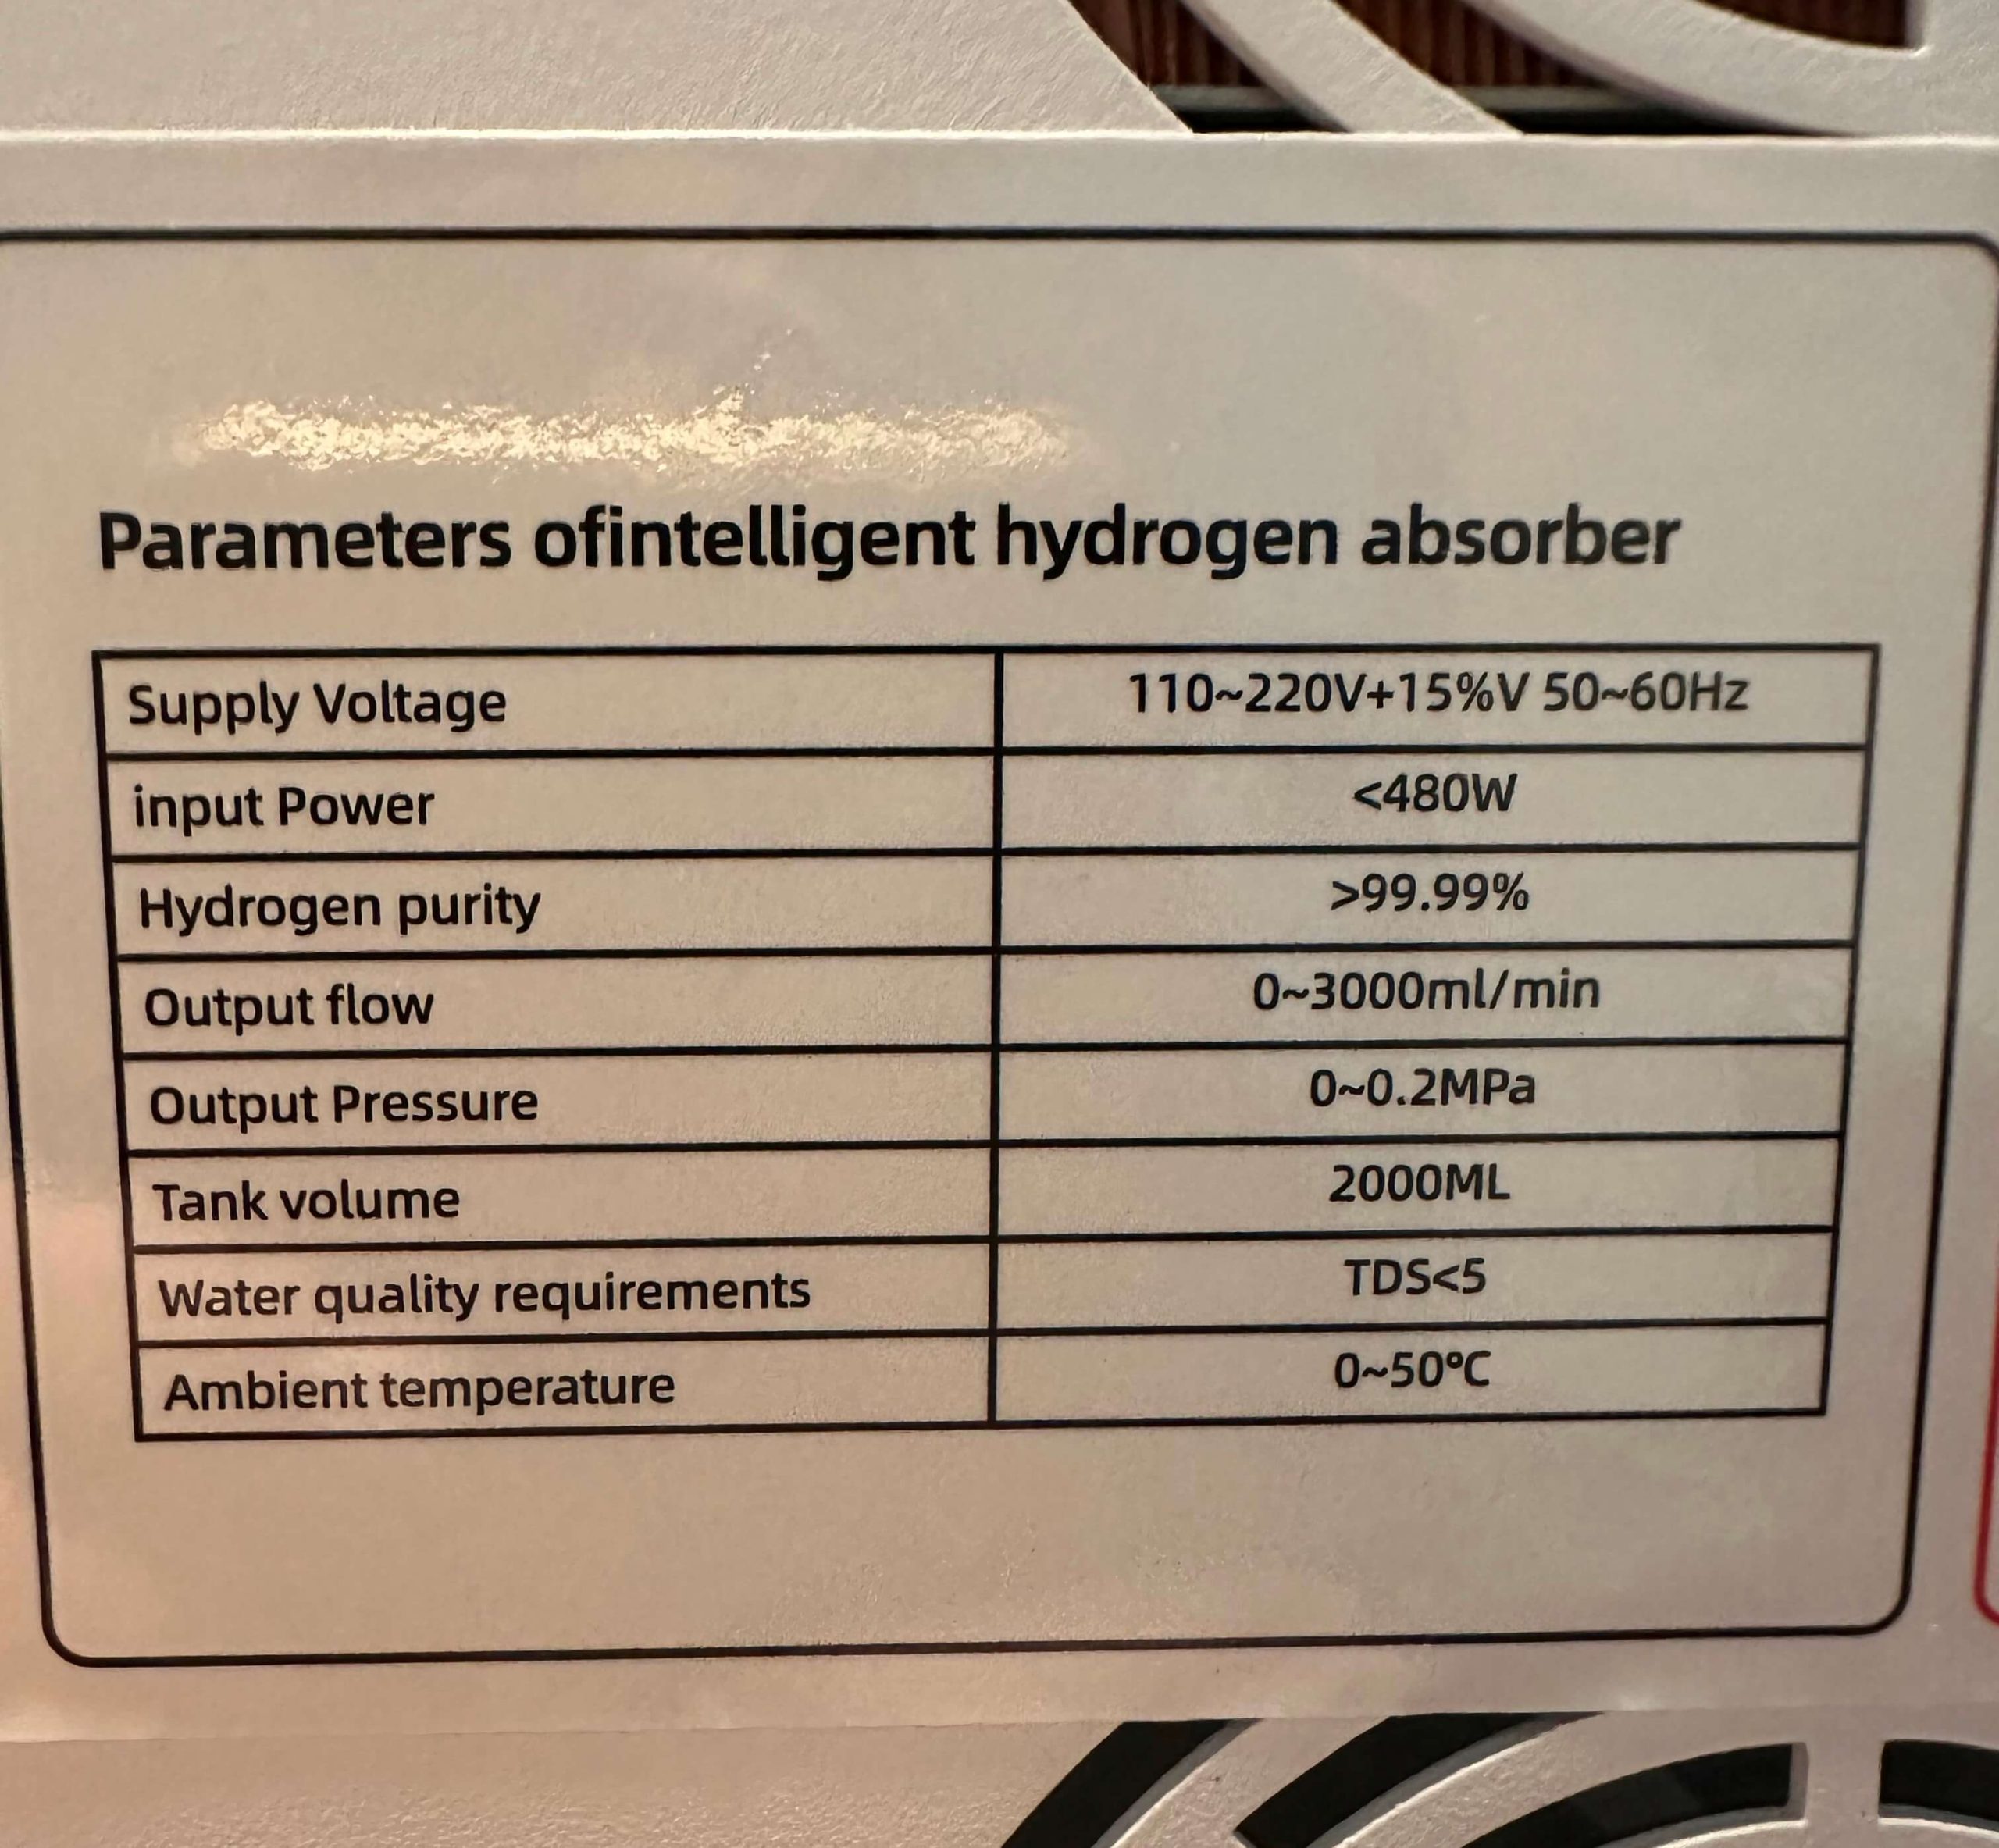 Parameters ofintelligent hydrogen absorber
Supply Voltage 110~220V+15%V 50~60Hz
input Power <480W
Hydrogen purity >99.99%
Output flow 0~3000ml/min
Output Pressure 0~0.2MPa
Tank volume 2000ML
Water quality requirements TDS<5
Ambient temperature 0~50℃